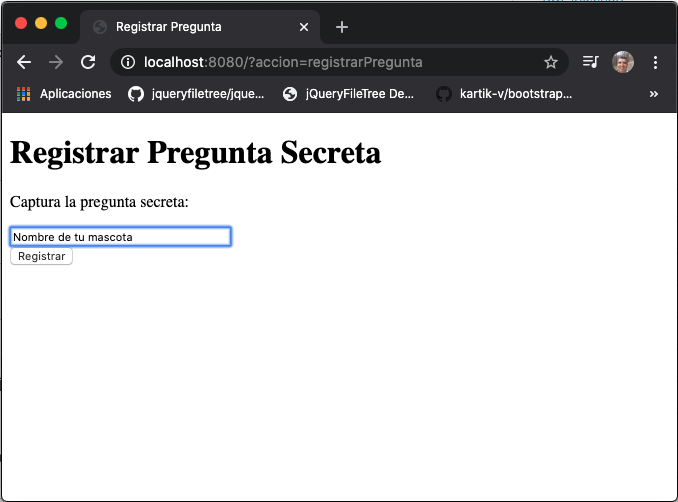 Registrar Pregunta
localhost:8080/?accion=registrarPregunta
Aplicaciones jqueryfiletree/jque... jQueryFileTree De... kartik-v/bootstrap... »
Registrar Pregunta Secreta
Captura la pregunta secreta:
Nombre de tu mascota
Registrar